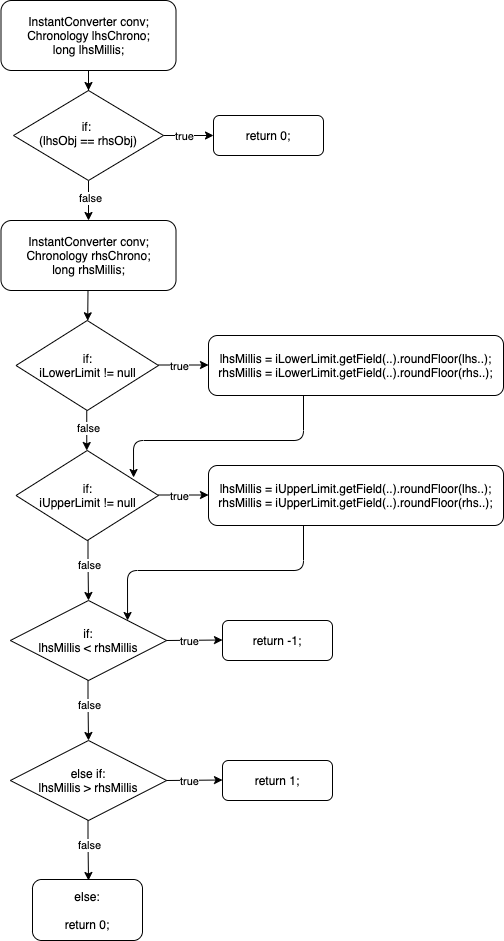 InstantConverter conv;
Chronology lhsChrono;
long lhsMillis;
if:
(lhsObj == rhsObj)
true
return 0;
false
InstantConverter conv;
Chronology rhsChrono;
long rhsMillis;
if:
iLowerLimit != null
true
lhsMillis = iLowerLimit.getField(..).roundFloor(lhs..);
rhsMillis = iLowerLimit.getField(..).roundFloor(rhs..);
false
if:
iUpperLimit != null
true
lhsMillis = iUpperLimit.getField(..).roundFloor(lhs..);
rhsMillis = iUpperLimit.getField(..).roundFloor(rhs..);
false
if:
lhsMillis < rhsMillis
true
return -1;
false
else if:
lhsMillis > rhsMillis
true
return 1;
false
else:
return 0;